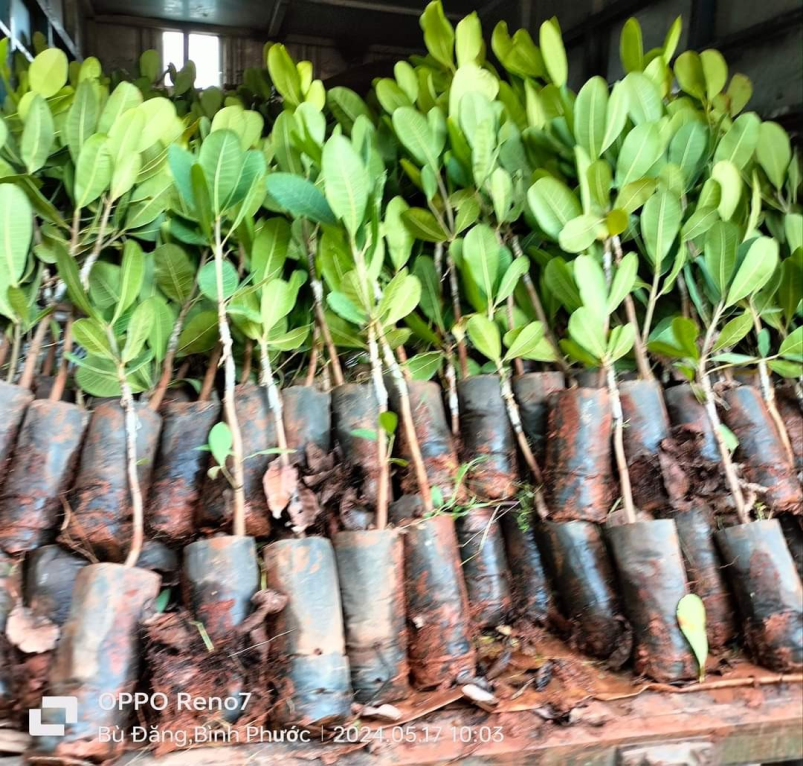 OPPO Reno7
Bù Đăng,Bình Phước | 2024.05.17 10:03